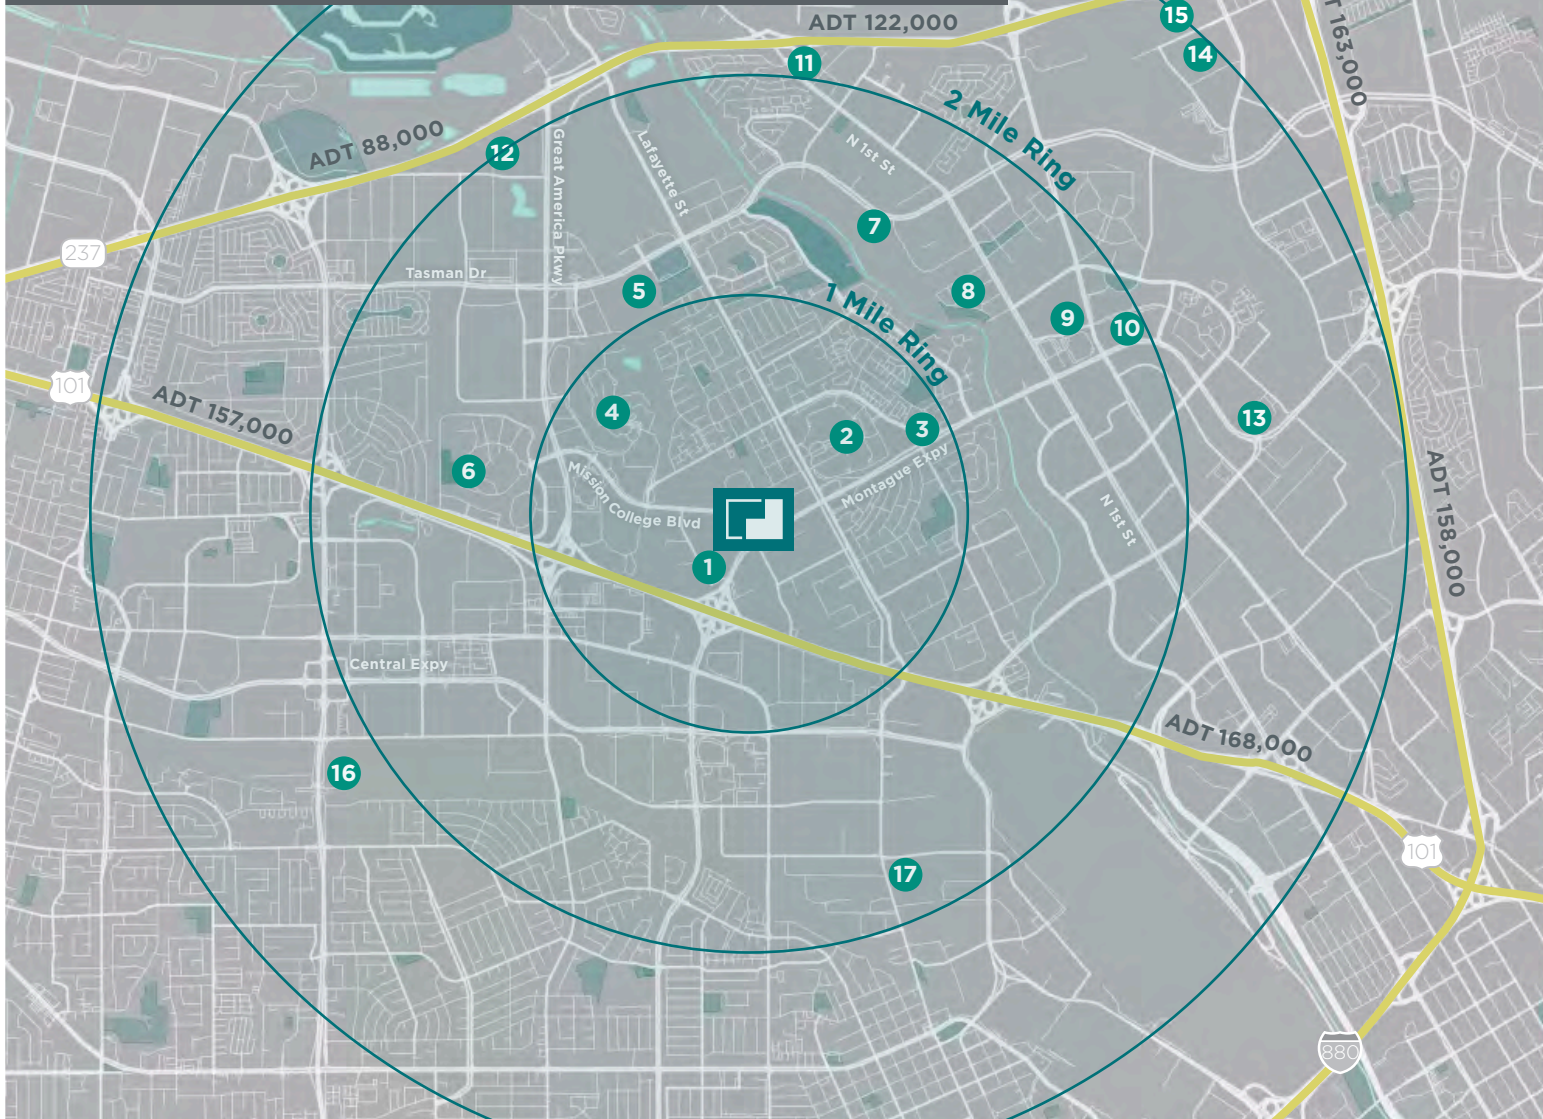 ADT 122,000
15
14
T 163,000
11
2 Mile Ring
ADT 88,000
12
Great America Pkwy
Lafayette St
N 1st St
7
237
Tasman Dr
5
1 Mile Ring
8
9
10
101
ADT 157,000
4
2
3
13
6
Mission College Blvd
Montague Expy
N 1st St
ADT 158,000
1
Central Expy
ADT 168,000
16
101
17
880